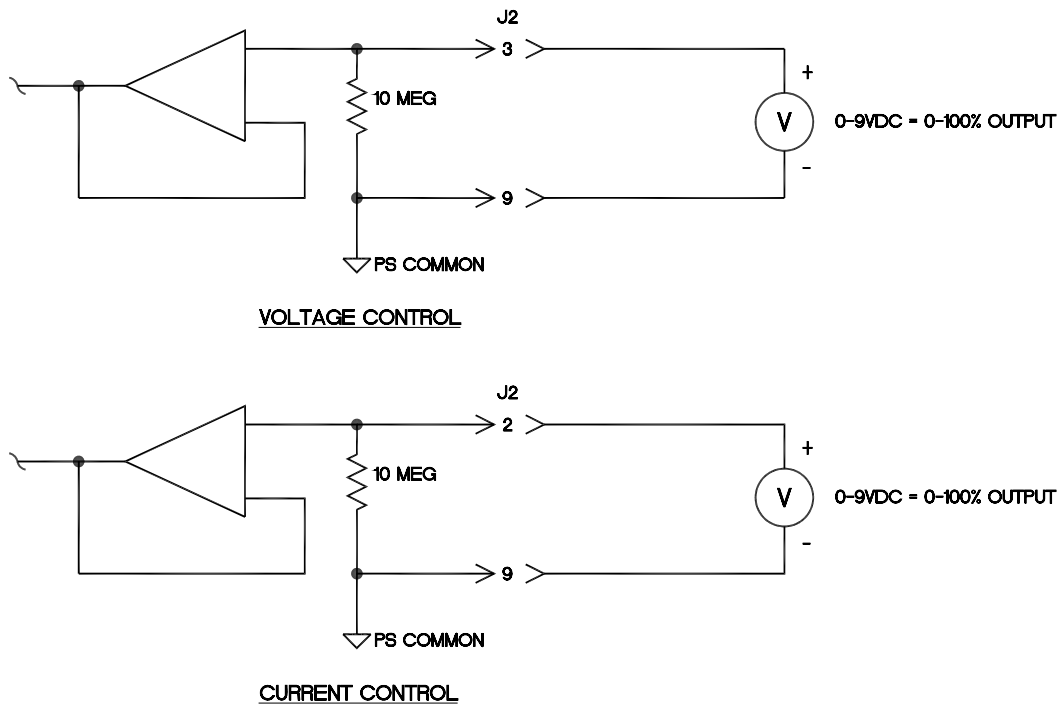 J2
3
+
10 MEG
V
0-9VDC = 0-100% OUTPUT
-
9
PS COMMON
VOLTAGE CONTROL
J2
2
+
10 MEG
V
0-9VDC = 0-100% OUTPUT
-
9
PS COMMON
CURRENT CONTROL